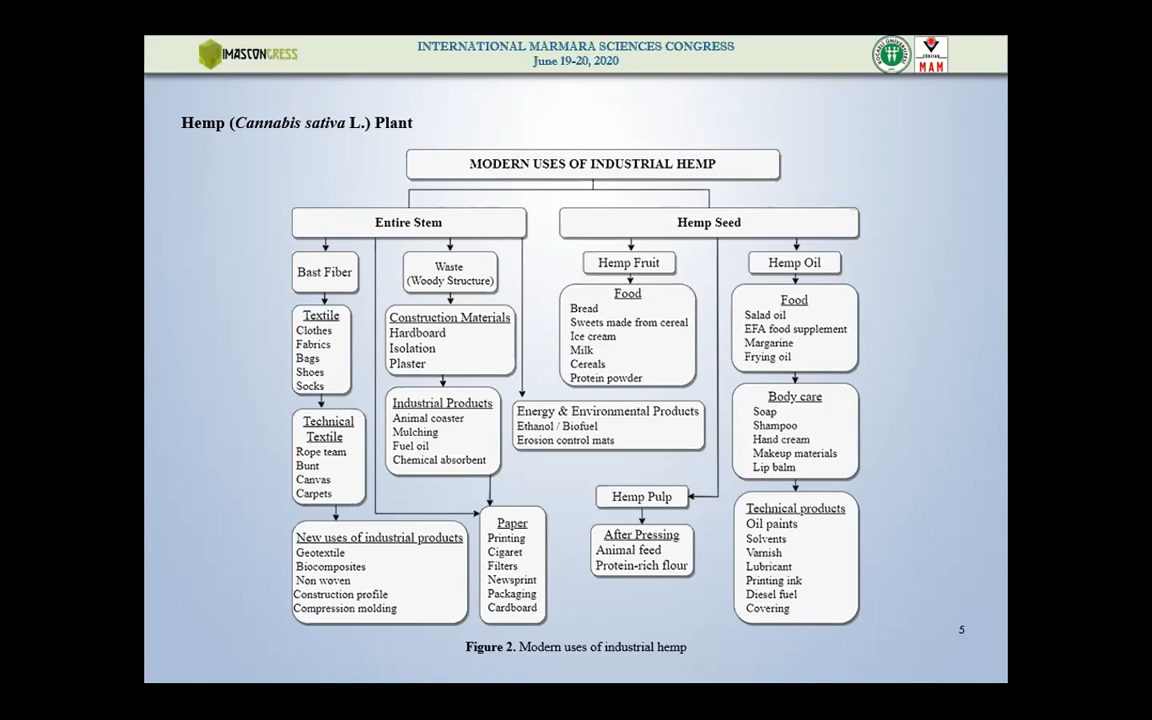 IMASCONGRESS
INTERNATIONAL MARMARA SCIENCES CONGRESS
June 19-20, 2020
MAM
Hemp (Cannabis sativa L.) Plant
MODERN USES OF INDUSTRIAL HEMP
Entire Stem
Hemp Seed
Bast Fiber
Textile
Clothes
Fabrics
Bags
Shoes
Socks
Technical
Textile
Rope team
Bunt
Canvas
Carpets
New uses of industrial products
Geotextile
Biocomposites
Non woven
Construction profile
Compression molding
Waste
(Woody Structure)
Construction Materials
Hardboard
Isolation
Plaster
Industrial Products
Animal coaster
Mulching
Fuel oil
Chemical absorbent
Paper
Printing
Cigaret
Filters
Newsprint
Packaging
Cardboard
Energy & Environmental Products
Ethanol / Biofuel
Erosion control mats
Hemp Fruit
Food
Bread
Sweets made from cereal
Ice cream
Milk
Cereals
Protein powder
Hemp Pulp
After Pressing
Animal feed
Protein-rich flour
Hemp Oil
Food
Salad oil
EFA food supplement
Margarine
Frying oil
Body care
Soap
Shampoo
Hand cream
Makeup materials
Lip balm
Technical products
Oil paints
Solvents
Varnish
Lubricant
Printing ink
Diesel fuel
Covering
5
Figure 2. Modern uses of industrial hemp